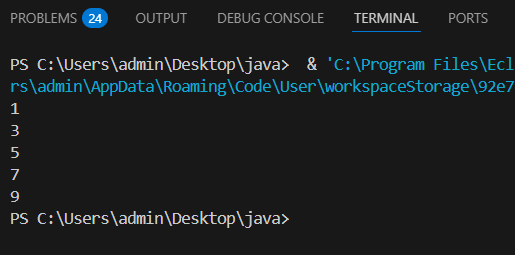 PROBLEMS 24 OUTPUT DEBUG CONSOLE TERMINAL PORTS
PS C:\Users\admin\Desktop\java>  & 'C:\Program Files\Ecl
rs\admin\AppData\Roaming\Code\User\workspaceStorage\92e7
1
3
5
7
9
PS C:\Users\admin\Desktop\java>